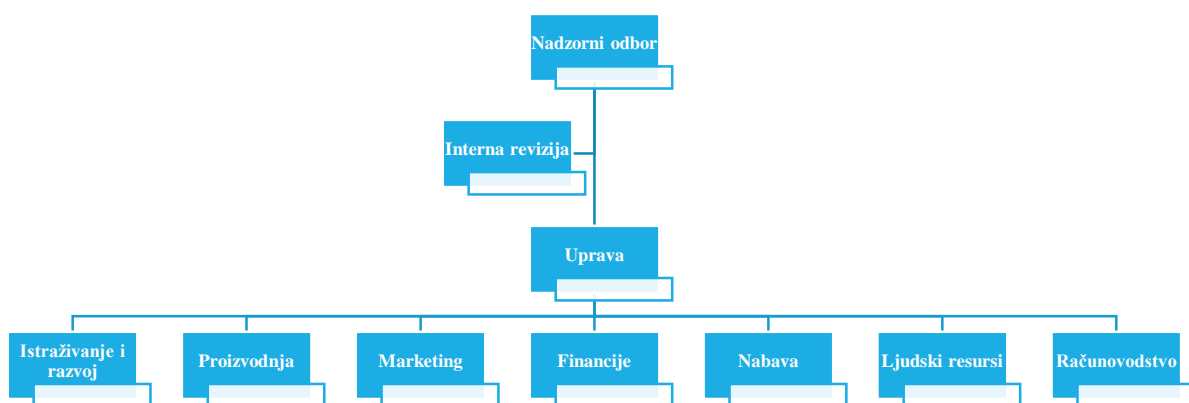 Nadzorni odbor
Interna revizija
Uprava
Istraživanje i
razvoj
Proizvodnja
Marketing
Financije
Nabava
Ljudski resursi
Računovodstvo